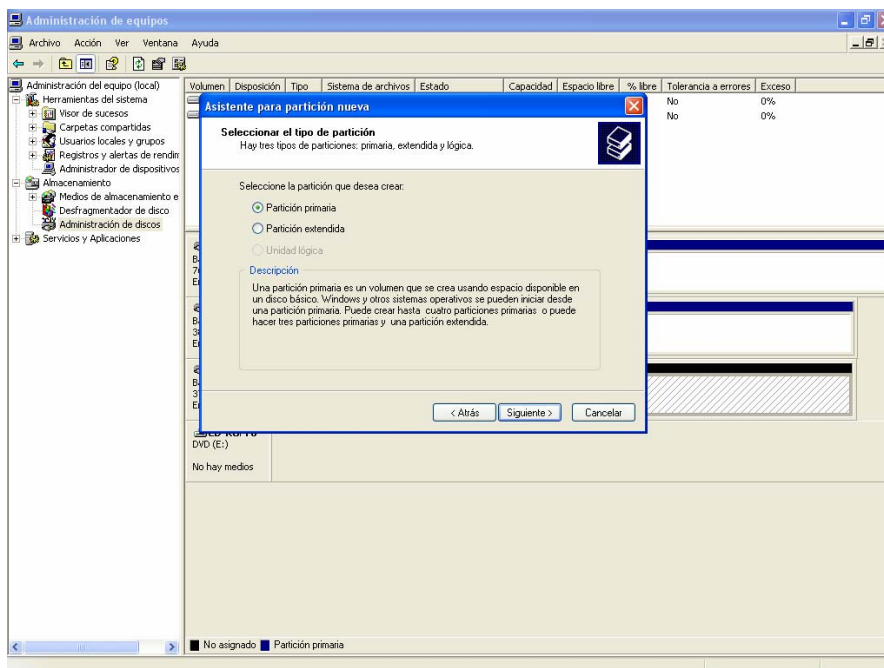 Administración de equipos
Archivo Acción Ver Ventana Ayuda
Administración del equipo (local)
Herramientas del sistema
Visor de sucesos
Carpetas compartidas
Usuarios locales y grupos
Registros y alertas de rendim
Administrador de dispositivos
Almacenamiento
Medios de almacenamiento e
Desfragmentador de disco
Administración de discos
Servicios y Aplicaciones
Volumen Disposición Tipo Sistema de archivos Estado Capacidad Espacio libre % libre Tolerancia a errores Exceso
No 0%
No 0%
Asistente para partición nueva
Seleccionar el tipo de partición
Hay tres tipos de particiones: primaria, extendida y lógica.
Seleccione la partición que desea crear:
Partición primaria
Partición extendida
Unidad lógica
Descripción
Una partición primaria es un volumen que se crea usando espacio disponible en
un disco básico. Windows y otros sistemas operativos se pueden iniciar desde
una partición primaria. Puede crear hasta cuatro particiones primarias o puede
hacer tres particiones primarias y una partición extendida.
< Atrás Siguiente > Cancelar
DVD (E:)
No hay medios
No asignado Partición primaria